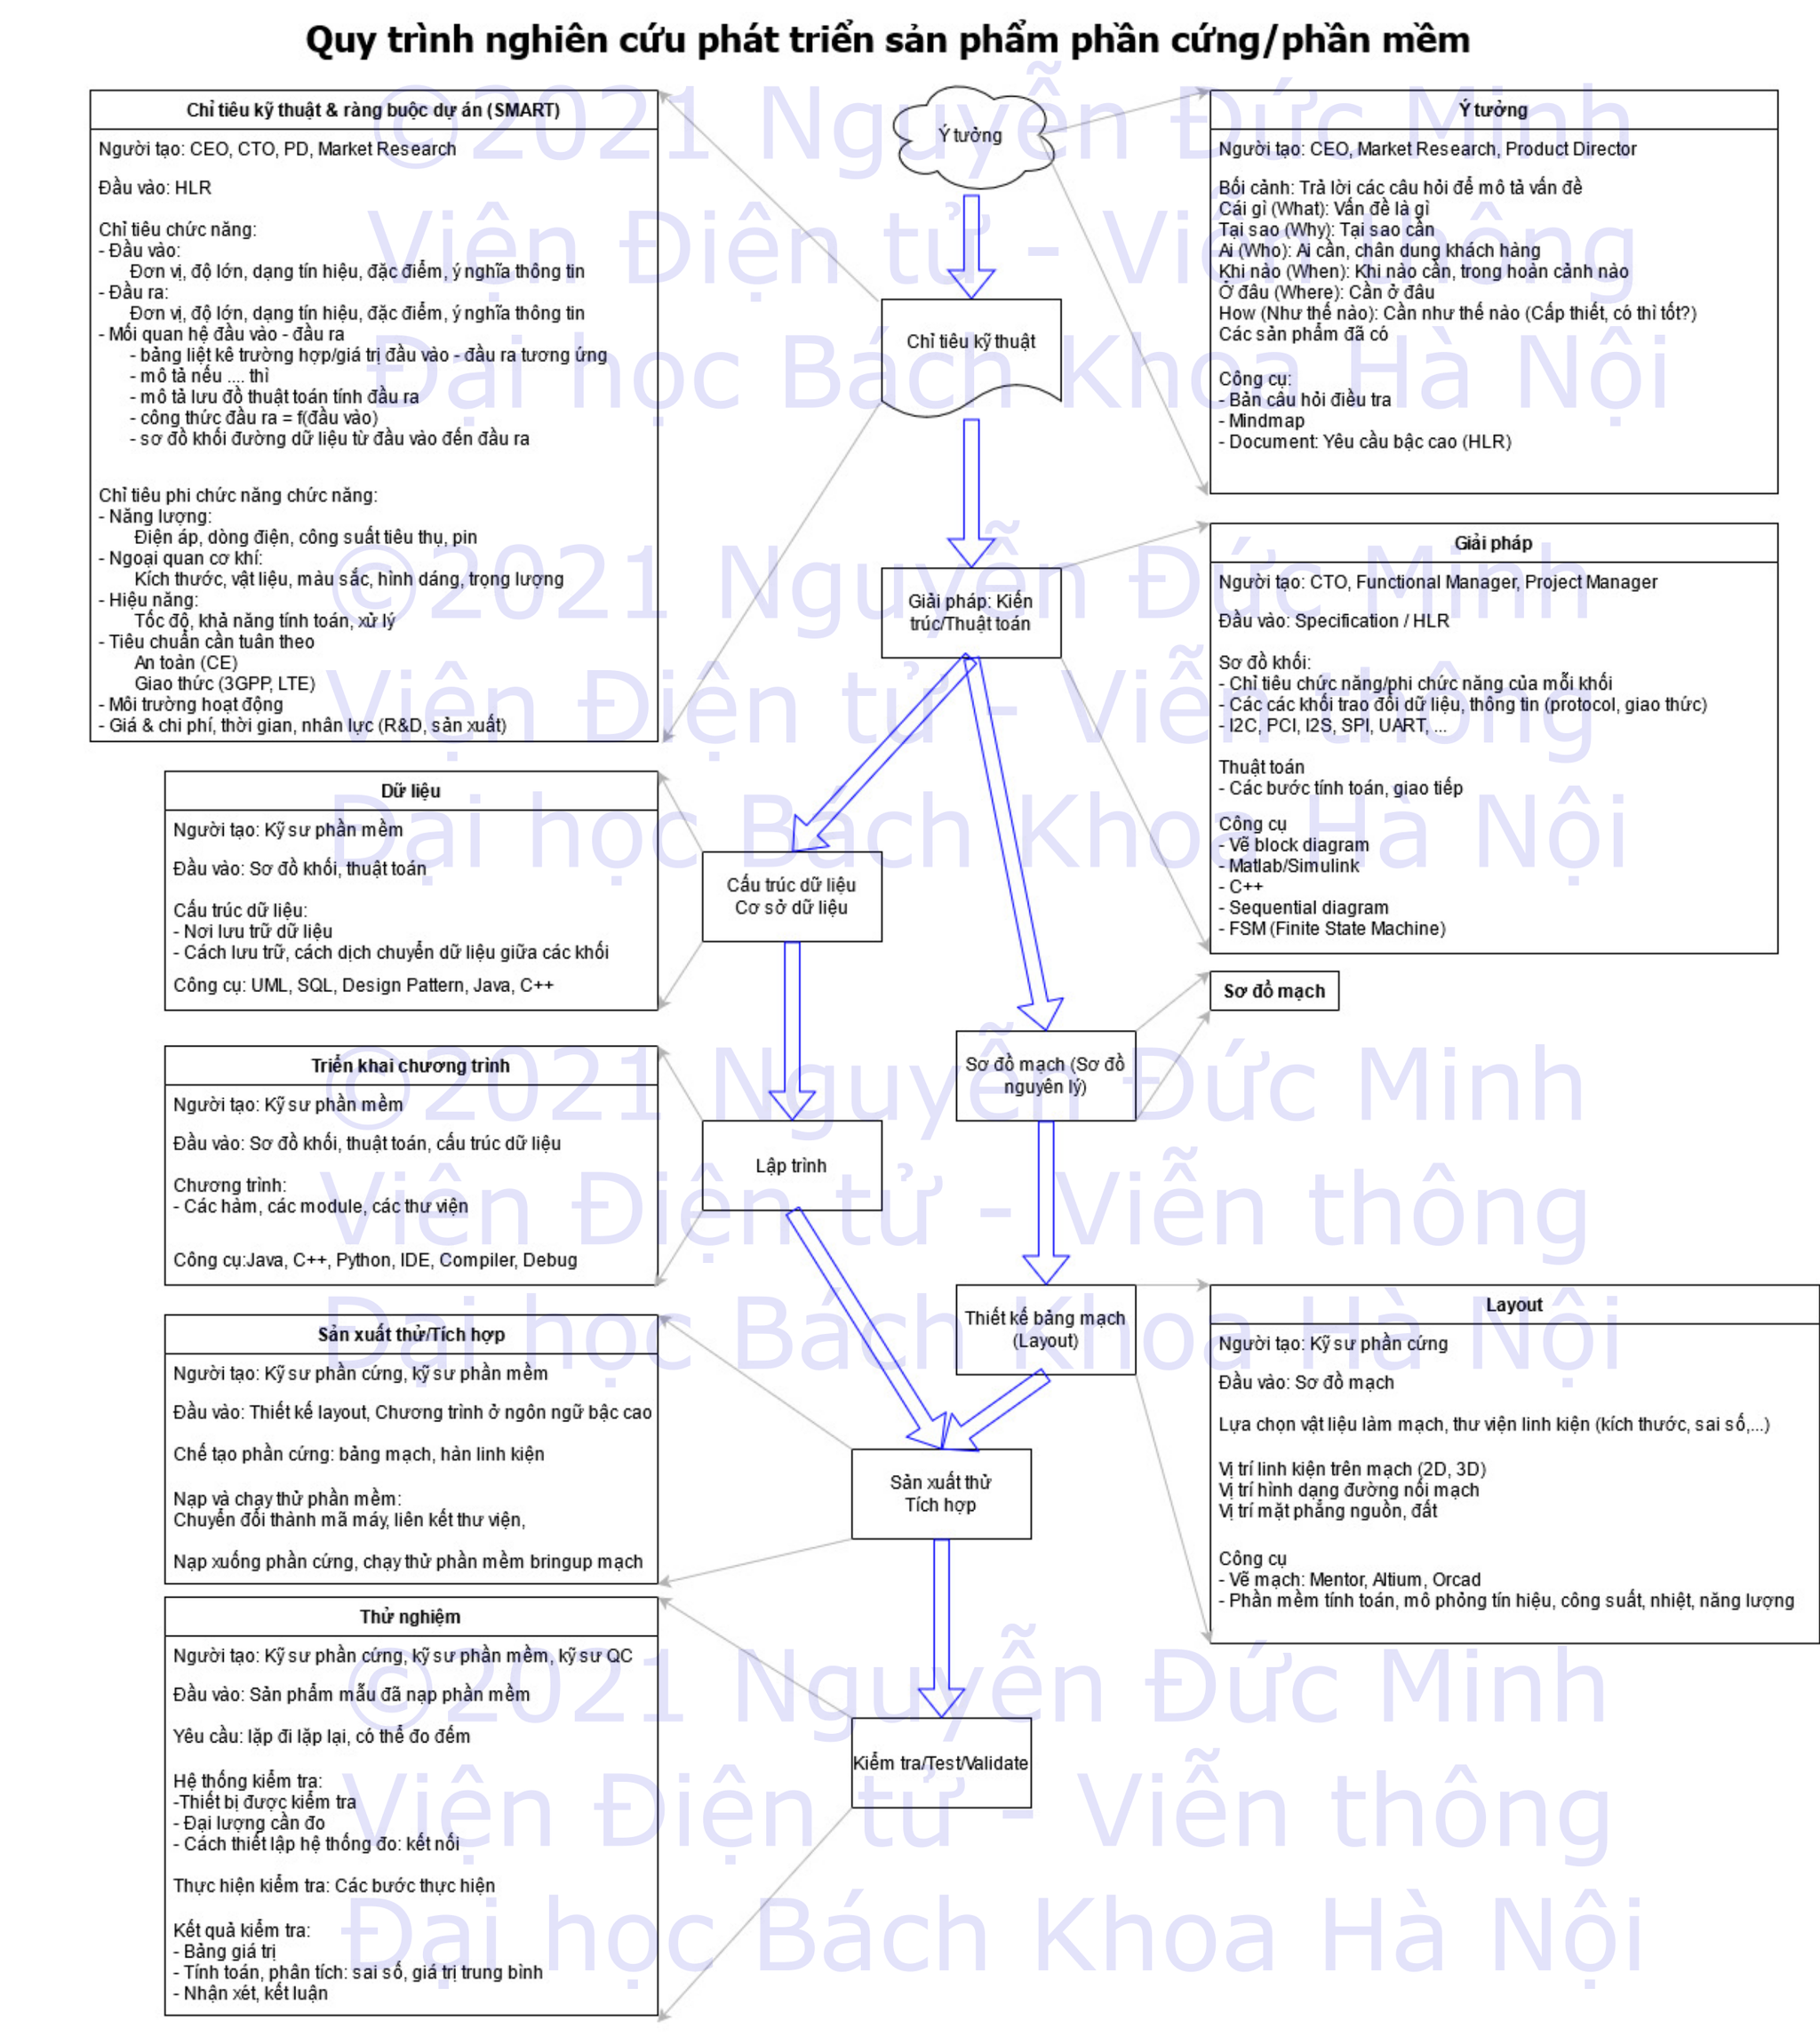 Quy trình nghiên cứu phát triển sản phẩm phần cứng/phần mềm
Chỉ tiêu kỹ thuật & ràng buộc dự án (SMART)
Người tạo: CEO, CTO, PD, Market Research
Đầu vào: HLR
Chỉ tiêu chức năng:
- Đầu vào:
Đơn vị, độ lớn, dạng tín hiệu, đặc điểm, ý nghĩa thông tin
- Đầu ra:
Đơn vị, độ lớn, dạng tín hiệu, đặc điểm, ý nghĩa thông tin
- Mối quan hệ đầu vào - đầu ra
- bảng liệt kê trường hợp/giá trị đầu vào - đầu ra tương ứng
- mô tả nếu .... thì
- mô tả lưu đồ thuật toán tính đầu ra
- công thức đầu ra = f(đầu vào)
- sơ đồ khối đường dữ liệu từ đầu vào đến đầu ra
Chỉ tiêu phi chức năng chức năng:
- Năng lượng:
Điện áp, dòng điện, công suất tiêu thụ, pin
- Ngoại quan cơ khí:
Kích thước, vật liệu, màu sắc, hình dáng, trọng lượng
- Hiệu năng:
Tốc độ, khả năng tính toán, xử lý
- Tiêu chuẩn cần tuân theo
An toàn (CE)
Giao thức (3GPP, LTE)
- Môi trường hoạt động
- Giá & chi phí, thời gian, nhân lực (R&D, sản xuất)
Ý tưởng
Chỉ tiêu kỹ thuật
Giải pháp: Kiến
trúc/Thuật toán
Ý tưởng
Người tạo: CEO, Market Research, Product Director
Bối cảnh: Trả lời các câu hỏi để mô tả vấn đề
Cái gì (What): Vấn đề là gì
Tại sao (Why): Tại sao cần
Ai (Who): Ai cần, chân dung khách hàng
Khi nào (When): Khi nào cần, trong hoàn cảnh nào
Ở đâu (Where): Cần ở đâu
How (Như thế nào): Cần như thế nào (Cấp thiết, có thì tốt?)
Các sản phẩm đã có
Công cụ:
- Bản câu hỏi điều tra
- Mindmap
- Document: Yêu cầu bậc cao (HLR)
Giải pháp
Người tạo: CTO, Functional Manager, Project Manager
Đầu vào: Specification / HLR
Sơ đồ khối:
- Chỉ tiêu chức năng/phi chức năng của mỗi khối
- Các các khối trao đổi dữ liệu, thông tin (protocol, giao thức)
- I2C, PCI, I2S, SPI, UART, ...
Thuật toán
- Các bước tính toán, giao tiếp
Công cụ
- Vẽ block diagram
- Matlab/Simulink
- C++
- Sequential diagram
- FSM (Finite State Machine)
Dữ liệu
Người tạo: Kỹ sư phần mềm
Đầu vào: Sơ đồ khối, thuật toán
Cấu trúc dữ liệu:
- Nơi lưu trữ dữ liệu
- Cách lưu trữ, cách dịch chuyển dữ liệu giữa các khối
Công cụ: UML, SQL, Design Pattern, Java, C++
Cấu trúc dữ liệu
Cơ sở dữ liệu
Sơ đồ mạch
Sơ đồ mạch (Sơ đồ
nguyên lý)
Triển khai chương trình
Người tạo: Kỹ sư phần mềm
Đầu vào: Sơ đồ khối, thuật toán, cấu trúc dữ liệu
Chương trình:
- Các hàm, các module, các thư viện
Công cụ:Java, C++, Python, IDE, Compiler, Debug
Lập trình
Thiết kế bảng mạch
(Layout)
Layout
Người tạo: Kỹ sư phần cứng
Đầu vào: Sơ đồ mạch
Lựa chọn vật liệu làm mạch, thư viện linh kiện (kích thước, sai số,...)
Vị trí linh kiện trên mạch (2D, 3D)
Vị trí hình dạng đường nối mạch
Vị trí mặt phẳng nguồn, đất
Công cụ
- Vẽ mạch: Mentor, Altium, Orcad
- Phần mềm tính toán, mô phỏng tín hiệu, công suất, nhiệt, năng lượng
Sản xuất thử/Tích hợp
Người tạo: Kỹ sư phần cứng, kỹ sư phần mềm
Đầu vào: Thiết kế layout, Chương trình ở ngôn ngữ bậc cao
Chế tạo phần cứng: bảng mạch, hàn linh kiện
Nạp và chạy thử phần mềm:
Chuyển đổi thành mã máy, liên kết thư viện,
Nạp xuống phần cứng, chạy thử phần mềm bringup mạch
Sản xuất thử
Tích hợp
Thử nghiệm
Người tạo: Kỹ sư phần cứng, kỹ sư phần mềm, kỹ sư QC
Đầu vào: Sản phẩm mẫu đã nạp phần mềm
Yêu cầu: lặp đi lặp lại, có thể đo đếm
Hệ thống kiểm tra:
-Thiết bị được kiểm tra
- Đại lượng cần đo
- Cách thiết lập hệ thống đo: kết nối
Thực hiện kiểm tra: Các bước thực hiện
Kết quả kiểm tra:
- Bảng giá trị
- Tính toán, phân tích: sai số, giá trị trung bình
- Nhận xét, kết luận
Kiểm tra/Test/Validate
©2021 Nguyễn Đức Minh
Viện Điện tử - Viễn thông
Đại học Bách Khoa Hà Nội
©2021 Nguyễn Đức Minh
Viện Điện tử - Viễn thông
Đại học Bách Khoa Hà Nội
©2021 Nguyễn Đức Minh
Viện Điện tử - Viễn thông
Đại học Bách Khoa Hà Nội
©2021 Nguyễn Đức Minh
Viện Điện tử - Viễn thông
Đại học Bách Khoa Hà Nội